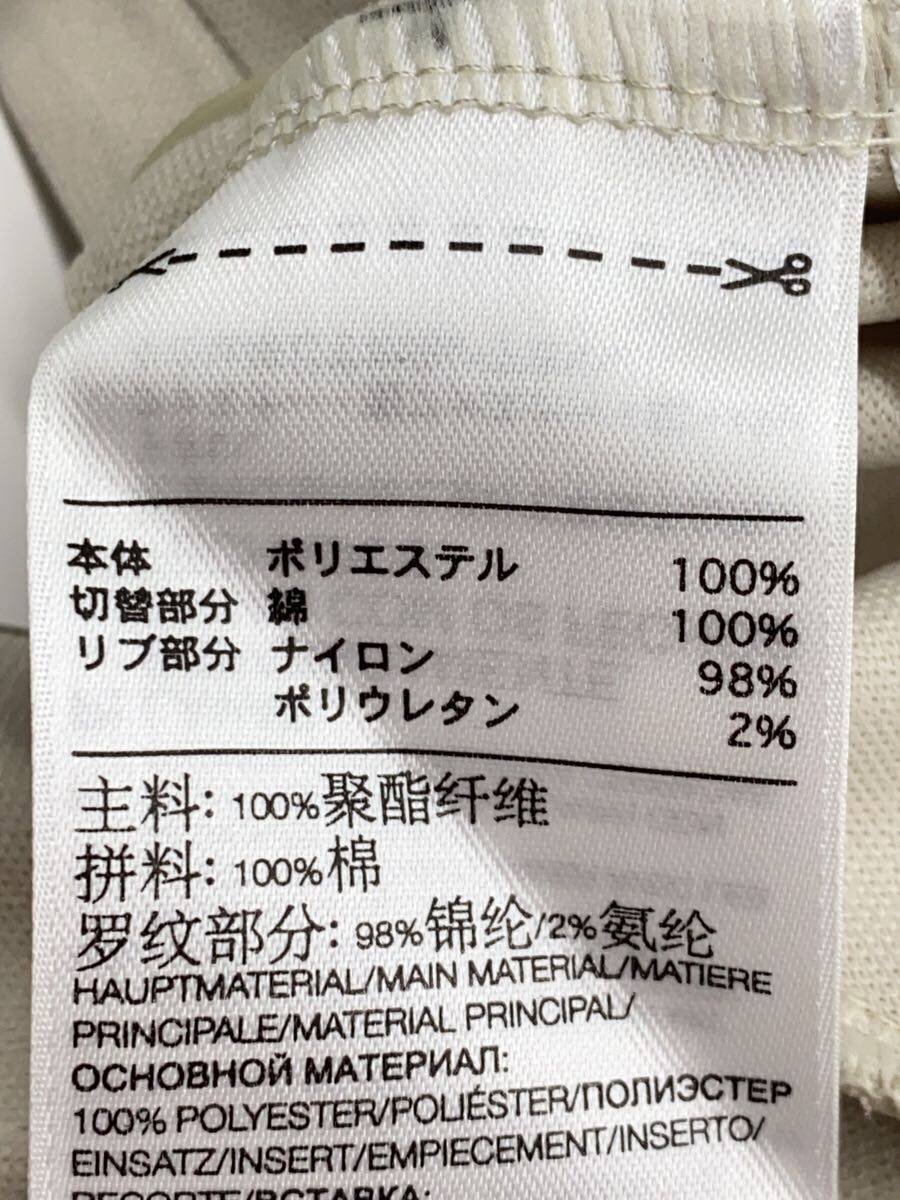 本体 ポリエステル 100%
切替部分 綿 100%
リブ部分 ナイロン 98%
ポリウレタン 2%
主料: 100%聚酯纤维
拼料: 100%棉
罗纹部分: 98%锦纶/2%氨纶
HAUPTMATERIAL/MAIN MATERIAL/MATIERE
PRINCIPALE/MATERIAL PRINCIPAL/
ОСНОВНОЙ МАТЕРИАЛ:
100% POLYESTER/POLIÉSTER/ПОЛИЭСТЕР
EINSATZ/INSERT/EMPIECEMENT/INSERTO/
RECORTE/ВСТАВКА: